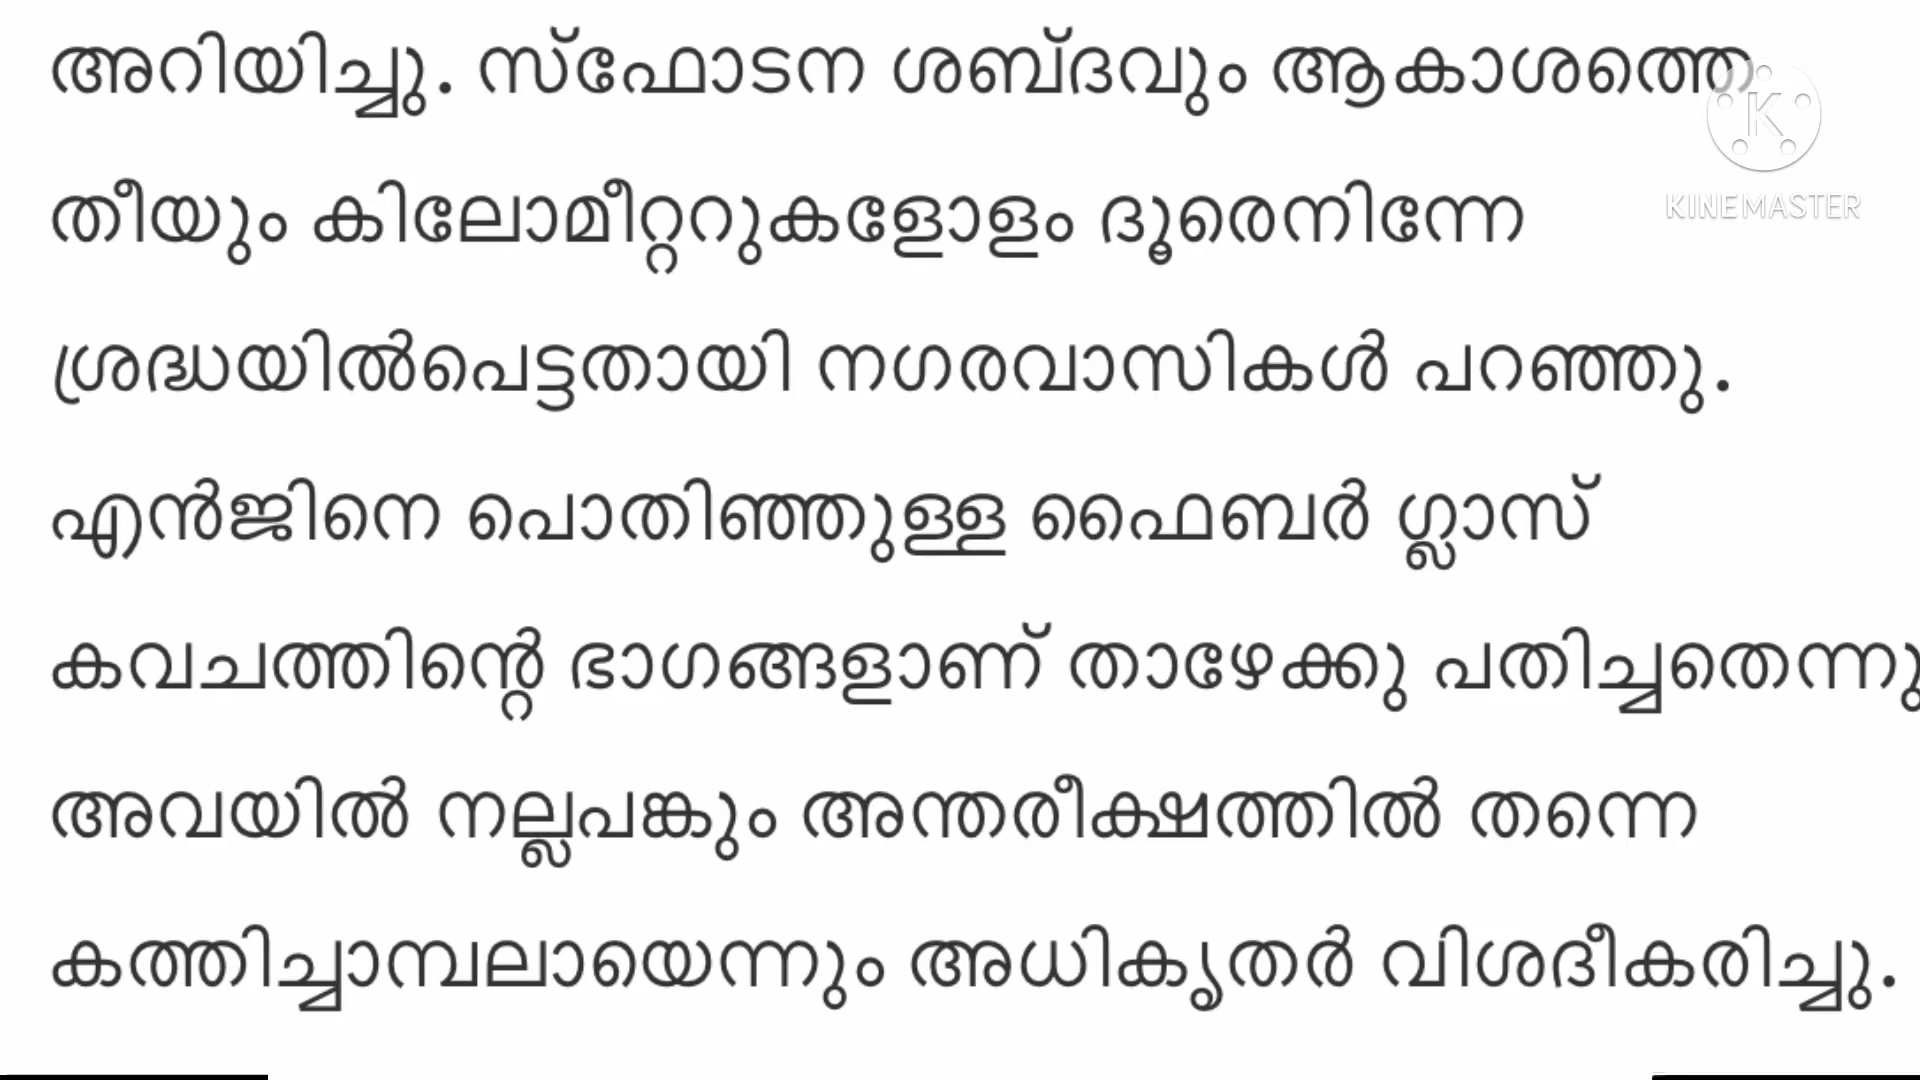 അറിയിച്ചു. സ്ഫോടന ശബ്ദവും ആകാശത്തെ
തീയും കിലോമീറ്ററുകളോളം ദൂരെനിന്നേ
ശ്രദ്ധയിൽപെട്ടതായി നഗരവാസികൾ പറഞ്ഞു.
എൻജിനെ പൊതിഞ്ഞുള്ള ഫൈബർ ഗ്ലാസ്
കവചത്തിന്റെ ഭാഗങ്ങളാണ് താഴേക്കു പതിച്ചതെന്നു
അവയിൽ നല്ലപങ്കും അന്തരീക്ഷത്തിൽ തന്നെ
കത്തിച്ചാമ്പലായെന്നും അധികൃതർ വിശദീകരിച്ചു.
K
KINEMASTER